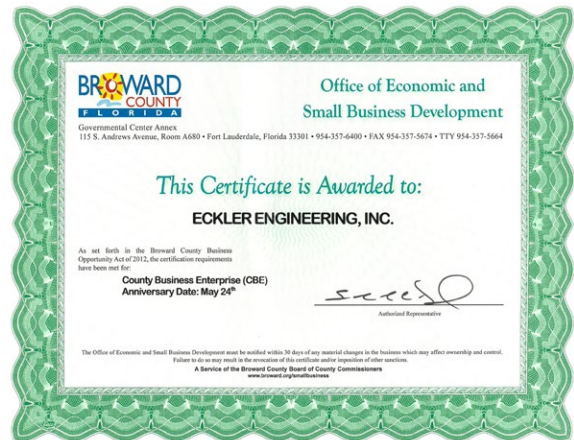 BROWARD
COUNTY
FLORIDA
Office of Economic and
Small Business Development
Governmental Center Annex
115 S. Andrews Avenue, Room A680 • Fort Lauderdale, Florida 33301 • 954-357-6400 • FAX 954-357-5674 • TTY 954-357-5664
This Certificate is Awarded to:
ECKLER ENGINEERING, INC.
As set forth in the Broward County Business
Opportunity Act of 2012, the certification requirements
have been met for:
County Business Enterprise (CBE)
Anniversary Date: May 24th
Authorized Representative
The Office of Economic and Small Business Development must be notified within 30 days of any material changes in the business which may affect ownership and control.
Failure to do so may result in the revocation of this certificate and/or imposition of other sanctions.
A Service of the Broward County Board of County Commissioners
www.broward.org/smallbusiness